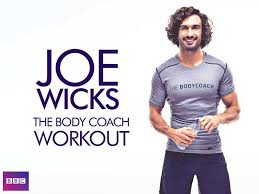 JOE
WICKS
THE BODY COACH
WORKOUT
THE BODYCOACH
BBC